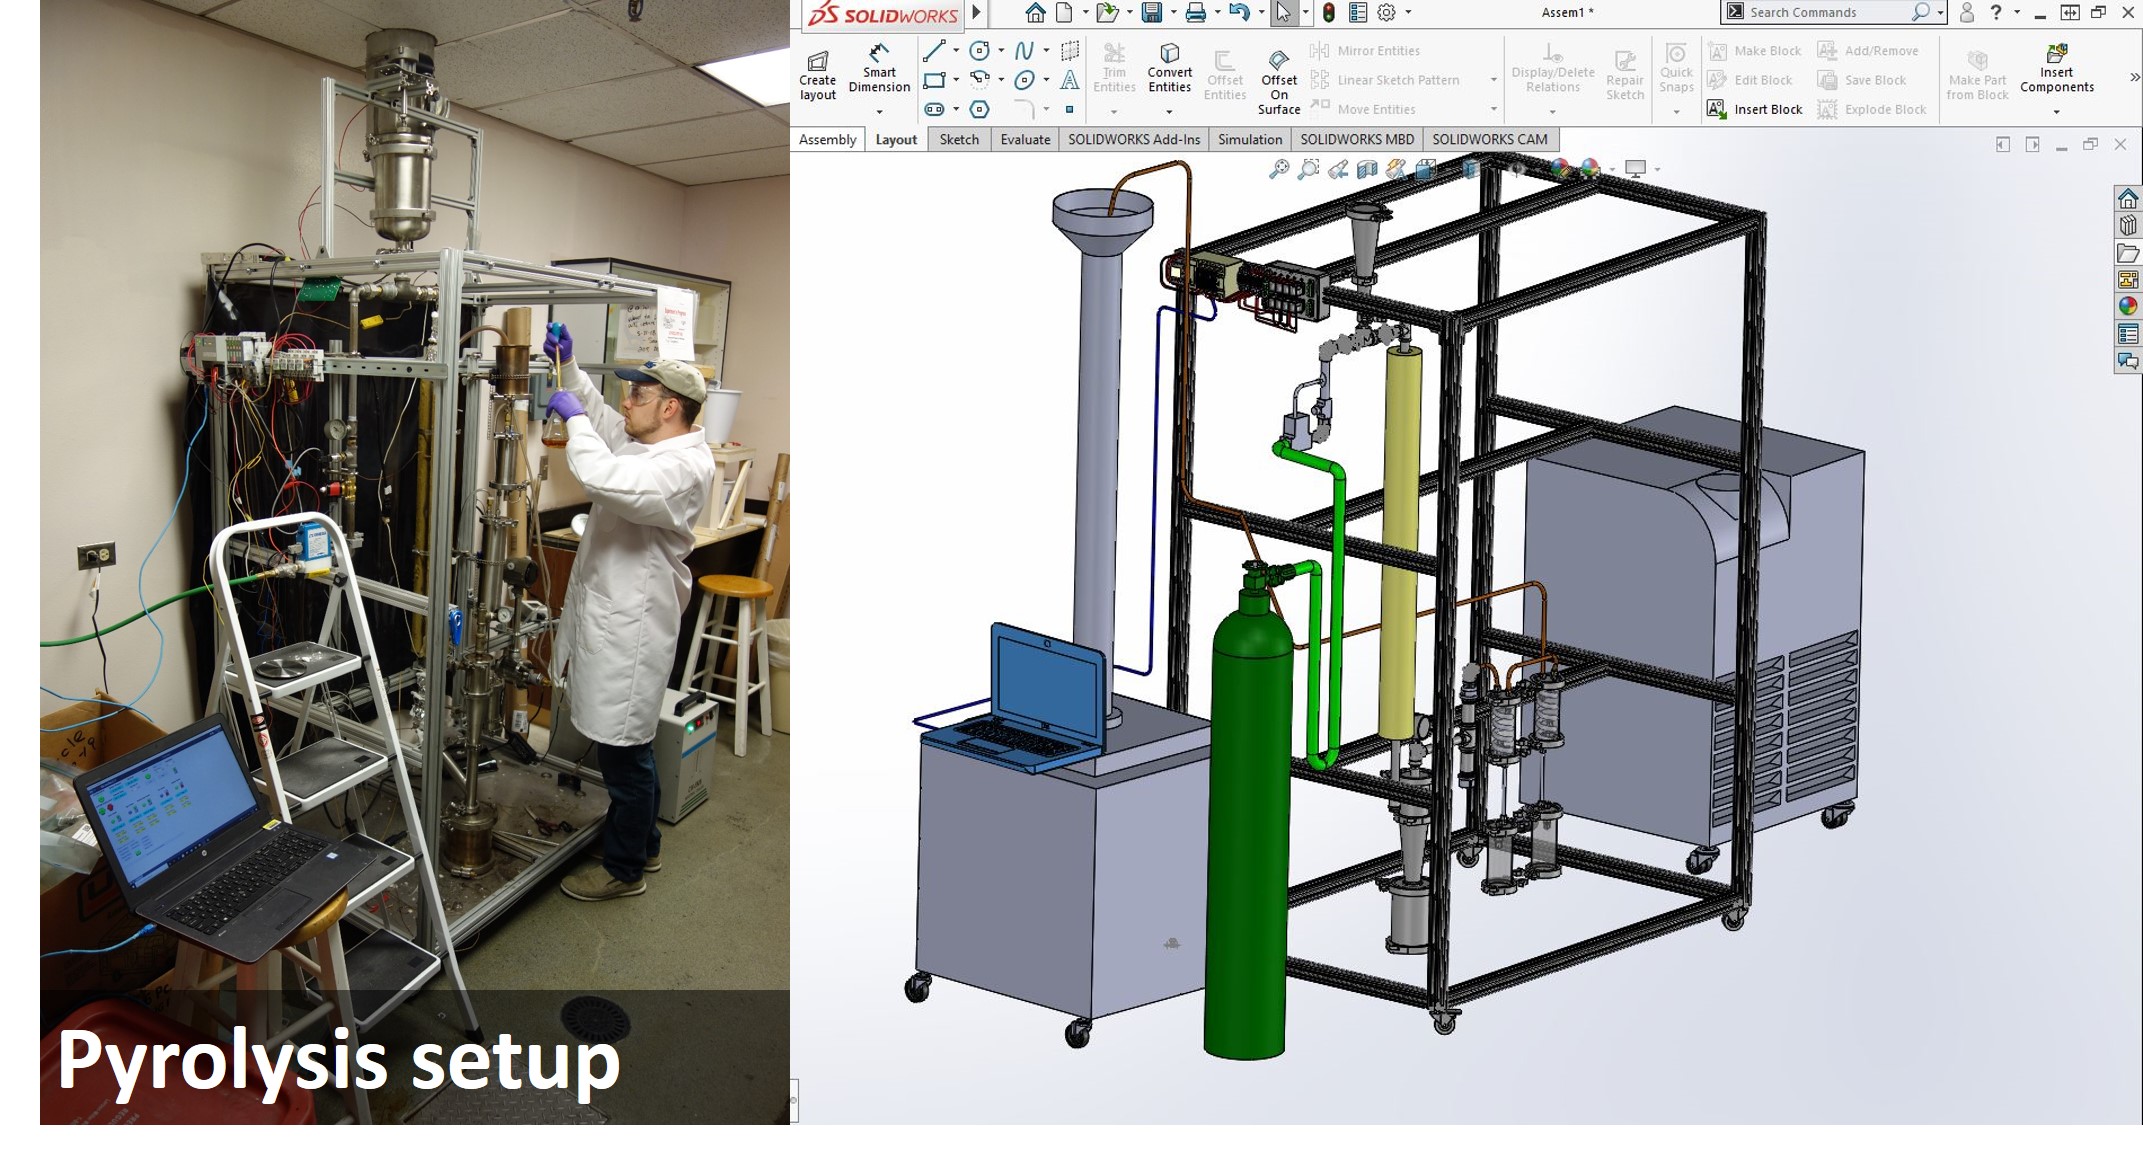 Pyrolysis setup
SOLIDWORKS
Assem1 *
Search Commands
?
Create layout
Smart Dimension
Trim Entities
Convert Entities
Offset Entities
Offset On Surface
Mirror Entities
Linear Sketch Pattern
Move Entities
Display/Delete Relations
Repair Sketch
Quick Snaps
Make Block
Edit Block
Insert Block
Add/Remove
Save Block
Explode Block
Make Part from Block
Insert Components
Assembly
Layout
Sketch
Evaluate
SOLIDWORKS Add-Ins
Simulation
SOLIDWORKS MBD
SOLIDWORKS CAM